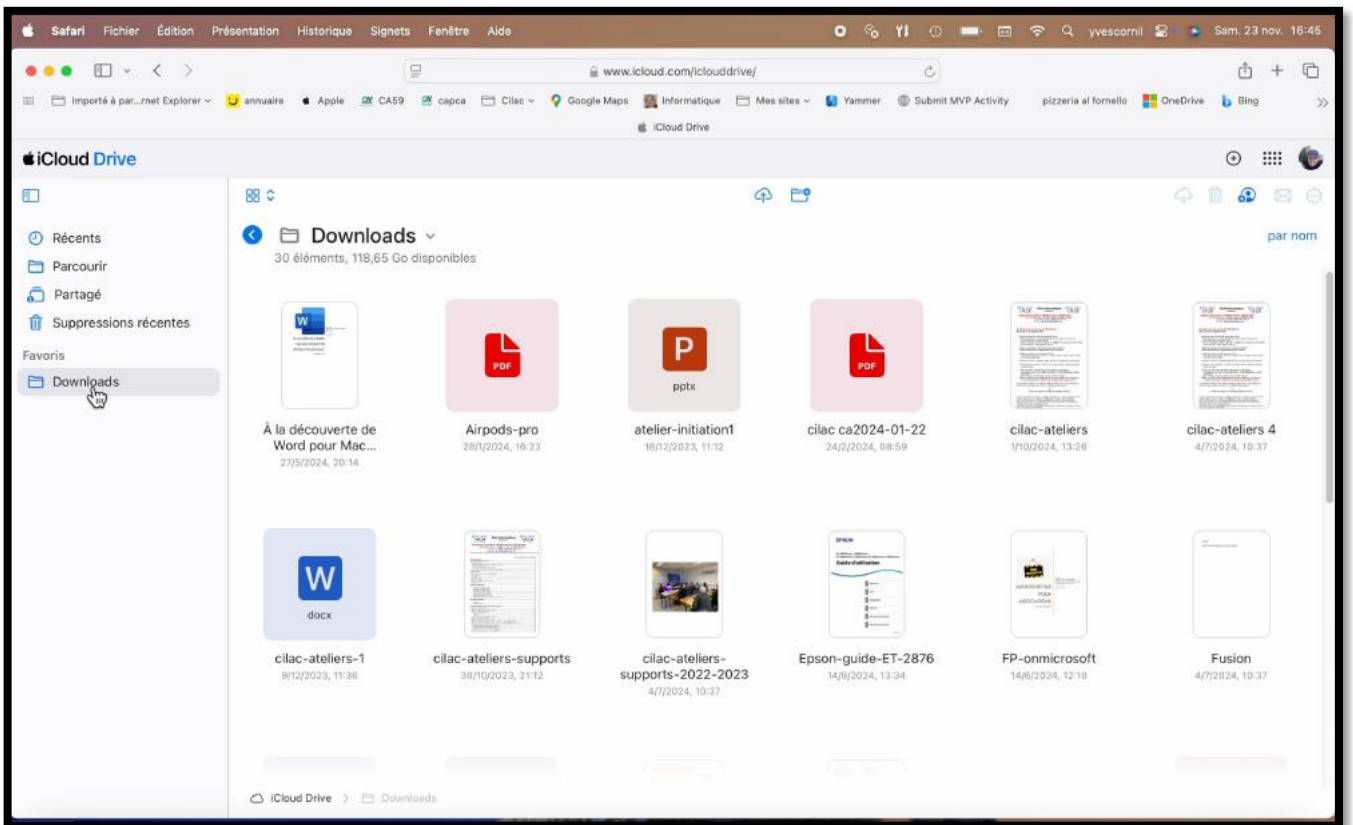 Safari Fichier Édition Présentation Historique Signets Fenêtre Aide yvescornil Sam. 23 nov. 16:45
www.icloud.com/iclouddrive/
Importé à par...rnet Explorer annuaire Apple CA59 capca Cilac Google Maps Informatique Mes sites Yammer Submit MVP Activity pizzeria al fornello OneDrive Bing
iCloud Drive
iCloud Drive
Récents
Parcourir
Partagé
Suppressions récentes
Favoris
Downloads
Downloads
par nom
30 éléments, 118,65 Go disponibles
W
PDF
P
pptx
PDF
À la découverte de Word pour Mac...
27/5/2024, 20:14
Airpods-pro
28/1/2024, 16:23
atelier-initiation1
16/12/2023, 11:12
cilac ca2024-01-22
24/2/2024, 08:59
cilac-ateliers
1/10/2024, 13:26
cilac-ateliers 4
4/7/2024, 10:37
W
docx
EPSON
Guide d'utilisation
cilac-ateliers-1
9/12/2023, 11:36
cilac-ateliers-supports
30/10/2023, 21:12
cilac-ateliers-supports-2022-2023
4/7/2024, 10:37
Epson-guide-ET-2876
14/9/2024, 13:34
FP-onmicrosoft
14/6/2024, 12:18
Fusion
4/7/2024, 10:37
iCloud Drive > Downloads